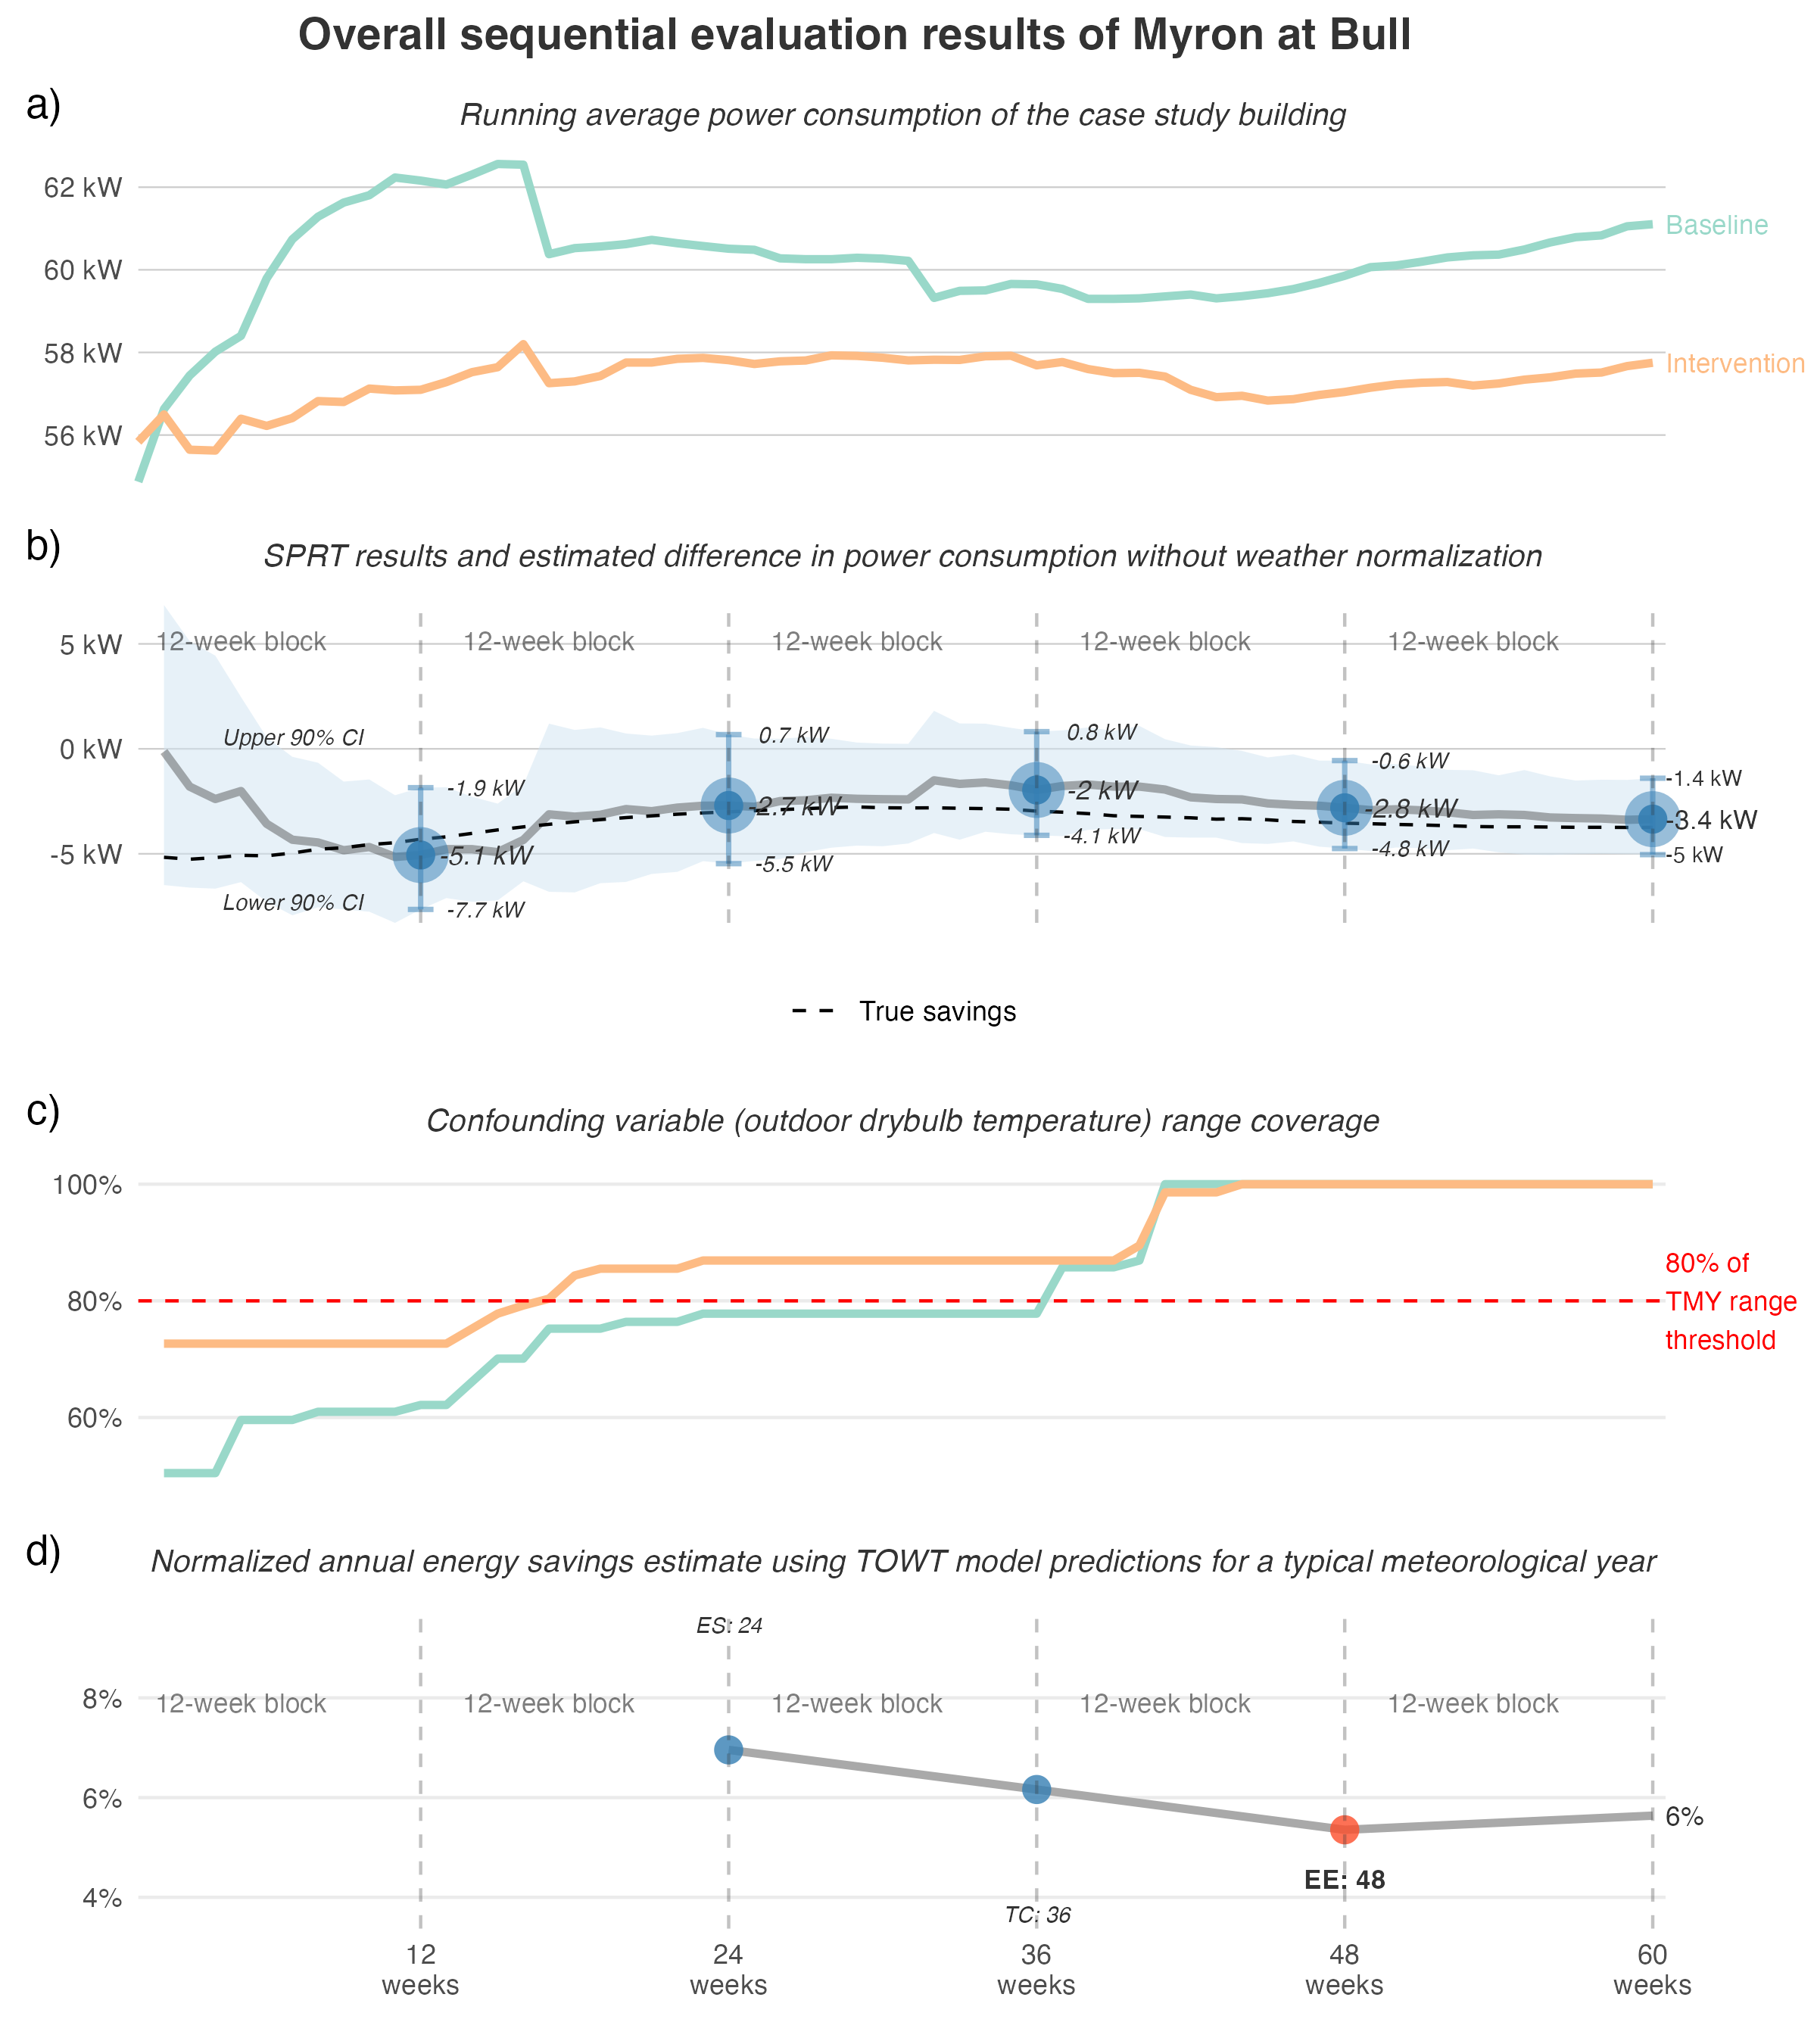 Overall sequential evaluation results of Myron at Bull
a)
Running average power consumption of the case study building
62 kW
60 kW
58 kW
56 kW
Baseline
Intervention
b)
SPRT results and estimated difference in power consumption without weather normalization
5 kW
0 kW
-5 kW
12-week block
12-week block
12-week block
12-week block
12-week block
Upper 90% CI
Lower 90% CI
-1.9 kW
-5.1 kW
-7.7 kW
0.7 kW
-2.7 kW
-5.5 kW
0.8 kW
-2 kW
-4.1 kW
-0.6 kW
-2.8 kW
-4.8 kW
-1.4 kW
-3.4 kW
-5 kW
True savings
c)
Confounding variable (outdoor drybulb temperature) range coverage
100%
80%
60%
80% of
TMY range
threshold
d)
Normalized annual energy savings estimate using TOWT model predictions for a typical meteorological year
ES: 24
8%
6%
4%
12-week block
12-week block
12-week block
12-week block
12-week block
6%
EE: 48
TC: 36
12
weeks
24
weeks
36
weeks
48
weeks
60
weeks